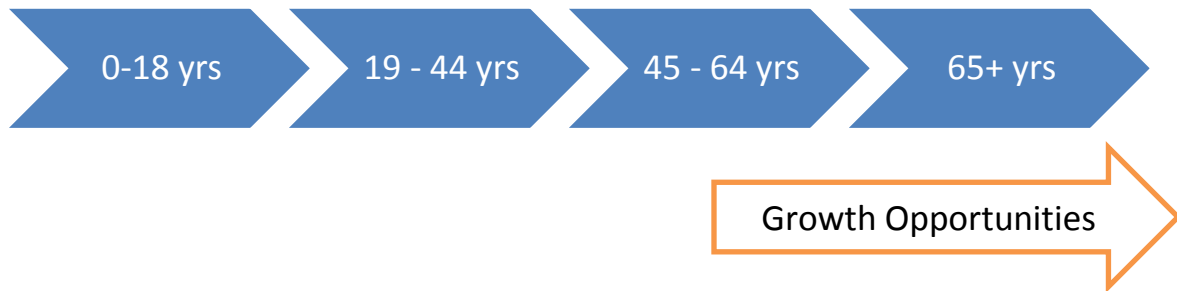 0-18 yrs
19 - 44 yrs
45 - 64 yrs
65+ yrs
Growth Opportunities